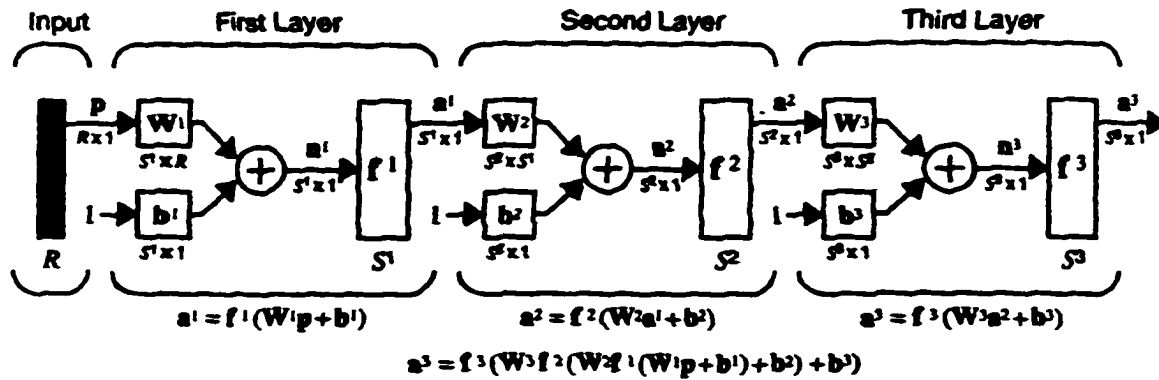 Input First Layer Second Layer Third Layer
p a¹ a² a³
W¹ W² W³
R x 1 S¹ x 1 S² x 1 S³ x 1
S¹ x R a¹ f¹ S² x S¹ a² f² S³ x S² a³ f³
S¹ x 1 S² x 1 S³ x 1
1 b¹ 1 b² 1 b³
S¹ x 1 S² x 1 S³ x 1
R S¹ S² S³
a¹ = f¹(W¹p + b¹) a² = f²(W²a¹ + b²) a³ = f³(W³a² + b³)
a³ = f³(W³f²(W²f¹(W¹p + b¹) + b²) + b³)